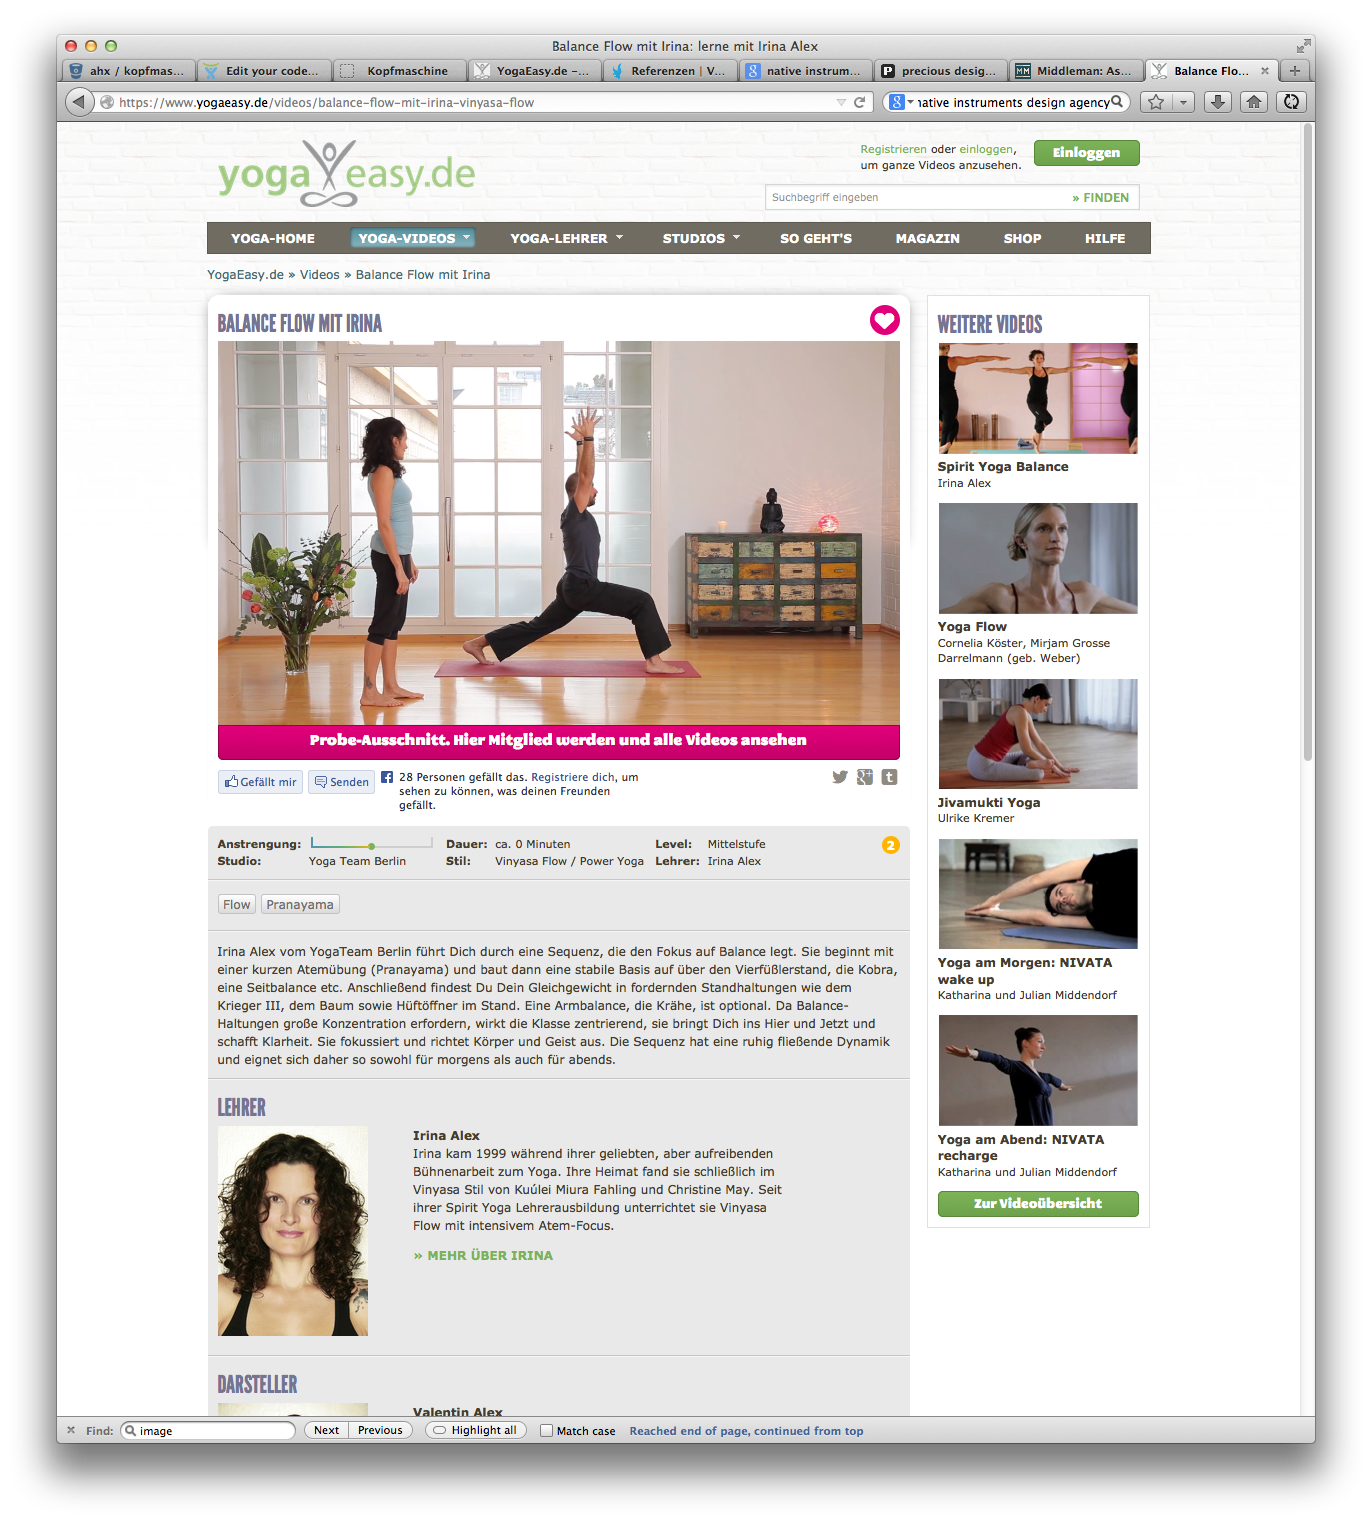 Balance Flow mit Irina: lerne mit Irina Alex
ahx / kopfmas...
Edit your code...
Kopfmaschine
YogaEasy.de –...
Referenzen | V...
native instrum...
precious desig...
Middleman: As...
Balance Flo...
https://www.yogaeasy.de/videos/balance-flow-mit-irina-vinyasa-flow
native instruments design agency
yoga easy.de
Registrieren oder einloggen,
um ganze Videos anzusehen.
Einloggen
Suchbegriff eingeben
» FINDEN
YOGA-HOME
YOGA-VIDEOS
YOGA-LEHRER
STUDIOS
SO GEHT'S
MAGAZIN
SHOP
HILFE
YogaEasy.de » Videos » Balance Flow mit Irina
BALANCE FLOW MIT IRINA
Probe-Ausschnitt. Hier Mitglied werden und alle Videos ansehen
Gefällt mir
Senden
28 Personen gefällt das. Registriere dich, um
sehen zu können, was deinen Freunden
gefällt.
Anstrengung:
Dauer: ca. 0 Minuten
Level: Mittelstufe
2
Studio: Yoga Team Berlin
Stil: Vinyasa Flow / Power Yoga
Lehrer: Irina Alex
Flow
Pranayama
Irina Alex vom YogaTeam Berlin führt Dich durch eine Sequenz, die den Fokus auf Balance legt. Sie beginnt mit
einer kurzen Atemübung (Pranayama) und baut dann eine stabile Basis auf über den Vierfüßlerstand, die Kobra,
eine Seitbalance etc. Anschließend findest Du Dein Gleichgewicht in fordernden Standhaltungen wie dem
Krieger III, dem Baum sowie Hüftöffner im Stand. Eine Armbalance, die Krähe, ist optional. Da Balance-
Haltungen große Konzentration erfordern, wirkt die Klasse zentrierend, sie bringt Dich ins Hier und Jetzt und
schafft Klarheit. Sie fokussiert und richtet Körper und Geist aus. Die Sequenz hat eine ruhig fließende Dynamik
und eignet sich daher so sowohl für morgens als auch für abends.
LEHRER
Irina Alex
Irina kam 1999 während ihrer geliebten, aber aufreibenden
Bühnenarbeit zum Yoga. Ihre Heimat fand sie schließlich im
Vinyasa Stil von Kuúlei Miura Fahling und Christine May. Seit
ihrer Spirit Yoga Lehrerausbildung unterrichtet sie Vinyasa
Flow mit intensivem Atem-Focus.
» MEHR ÜBER IRINA
DARSTELLER
Valentin Alex
WEITERE VIDEOS
Spirit Yoga Balance
Irina Alex
Yoga Flow
Cornelia Köster, Mirjam Grosse
Darrelmann (geb. Weber)
Jivamukti Yoga
Ulrike Kremer
Yoga am Morgen: NIVATA
wake up
Katharina und Julian Middendorf
Yoga am Abend: NIVATA
recharge
Katharina und Julian Middendorf
Zur Videoübersicht
Find: image
Next
Previous
Highlight all
Match case
Reached end of page, continued from top